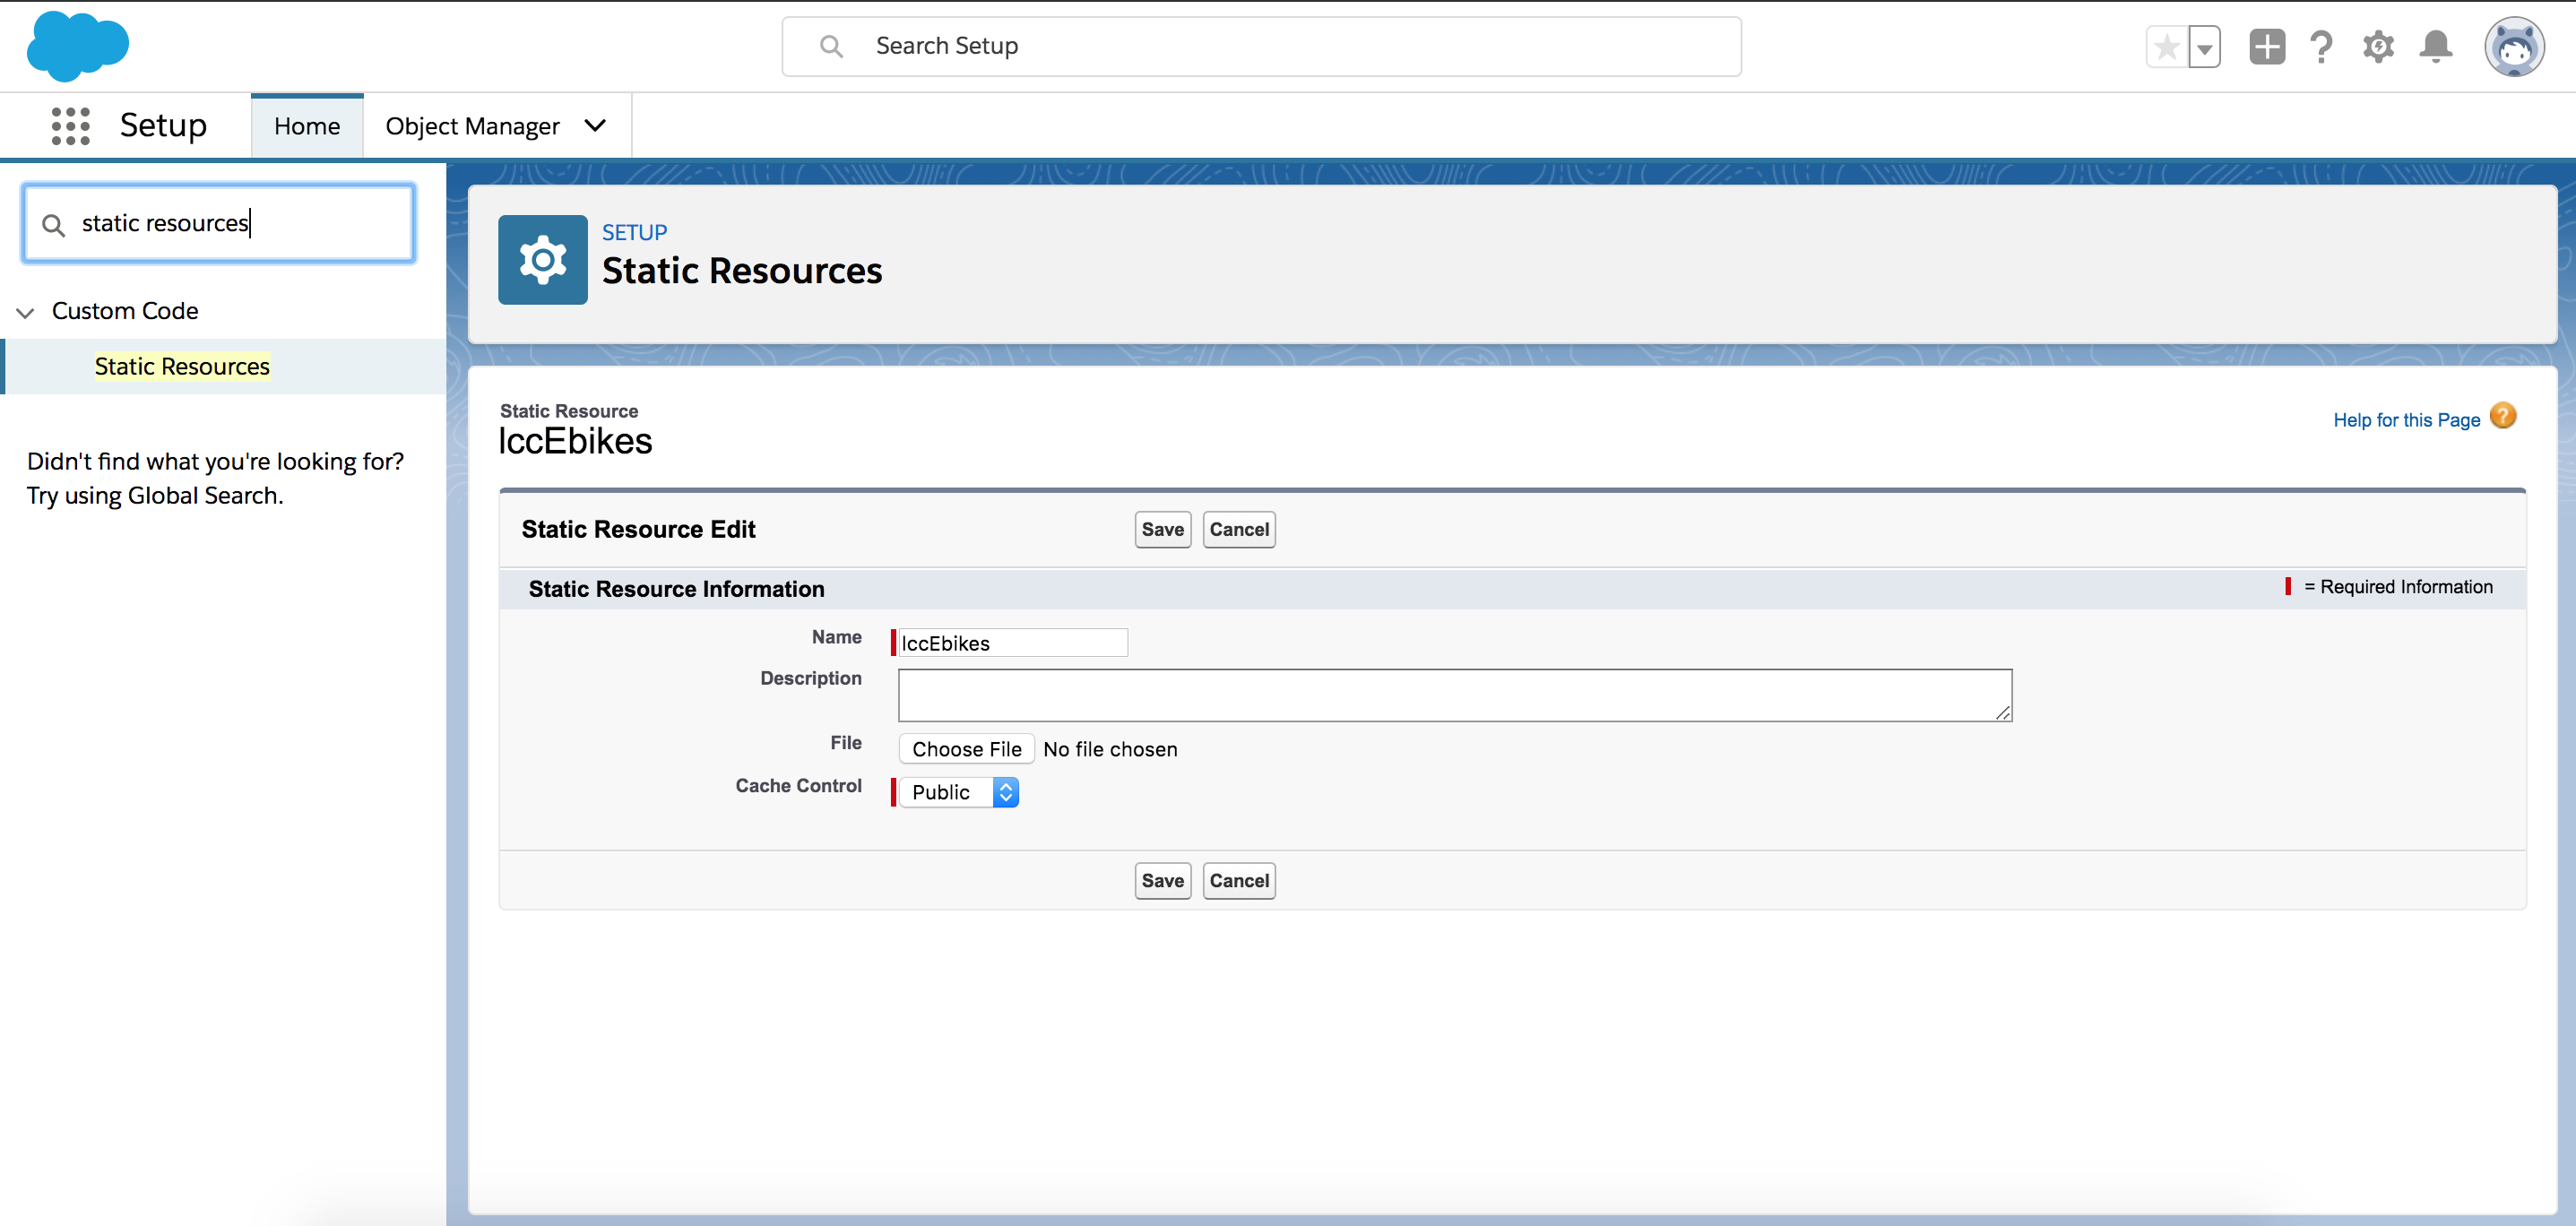 Search Setup
Setup
Home
Object Manager
static resources
Custom Code
Static Resources
Didn't find what you're looking for?
Try using Global Search.
SETUP
Static Resources
Static Resource
lccEbikes
Help for this Page
Static Resource Edit
Save
Cancel
Static Resource Information
= Required Information
Name
lccEbikes
Description
File
Choose File
No file chosen
Cache Control
Public
Save
Cancel